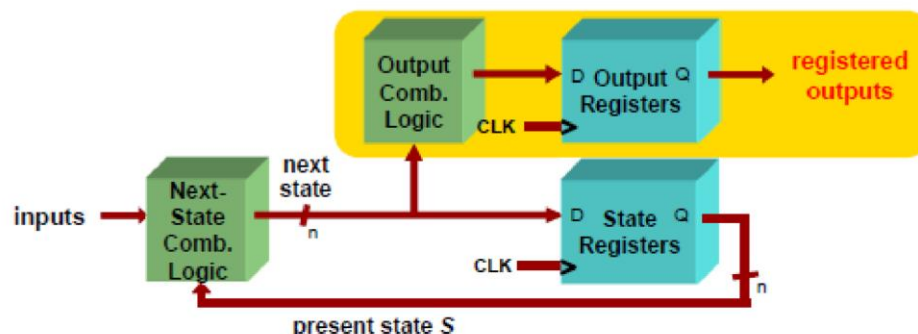 Output
Comb.
Logic
D Output Q
Registers
CLK
registered
outputs
inputs
Next-
State
Comb.
Logic
next
state
n
D State Q
Registers
CLK
n
present state S